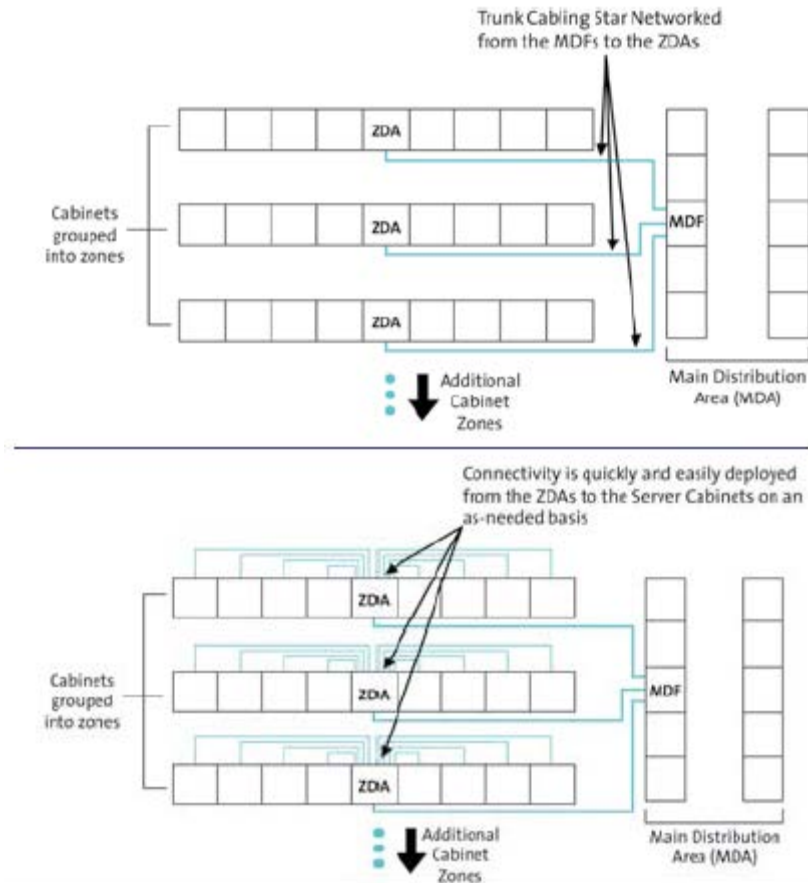 Trunk Cabling Star Networked
from the MDFs to the ZDAs
ZDA
Cabinets
grouped
into zones
ZDA
MDF
ZDA
Additional
Cabinet
Zones
Main Distribution
Area (MDA)
Connectivity is quickly and easily deployed
from the ZDAs to the Server Cabinets on an
as-needed basis
ZDA
Cabinets
grouped
into zones
ZDA
MDF
ZDA
Additional
Cabinet
Zones
Main Distribution
Area (MDA)